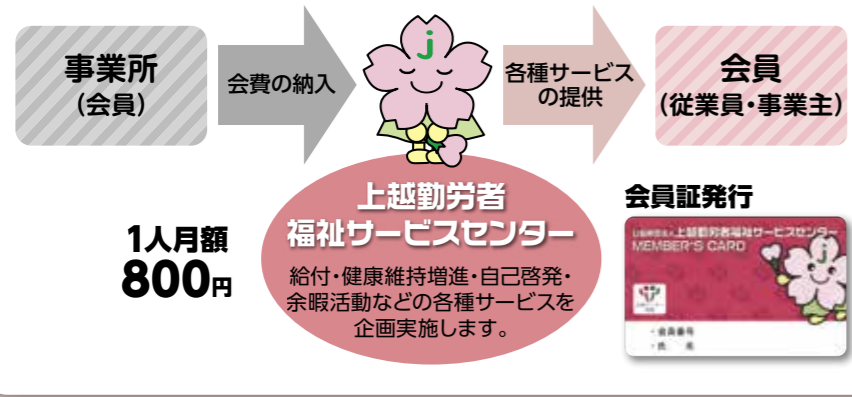 事業所
(会員)
会費の納入
j
各種サービス
の提供
会員
(従業員・事業主)
1人月額
800円
上越勤労者
福祉サービスセンター
給付・健康維持増進・自己啓発・
余暇活動などの各種サービスを
企画実施します。
会員証発行
上越勤労者福祉サービスセンター
MEMBER'S CARD
・会員番号
・氏 名